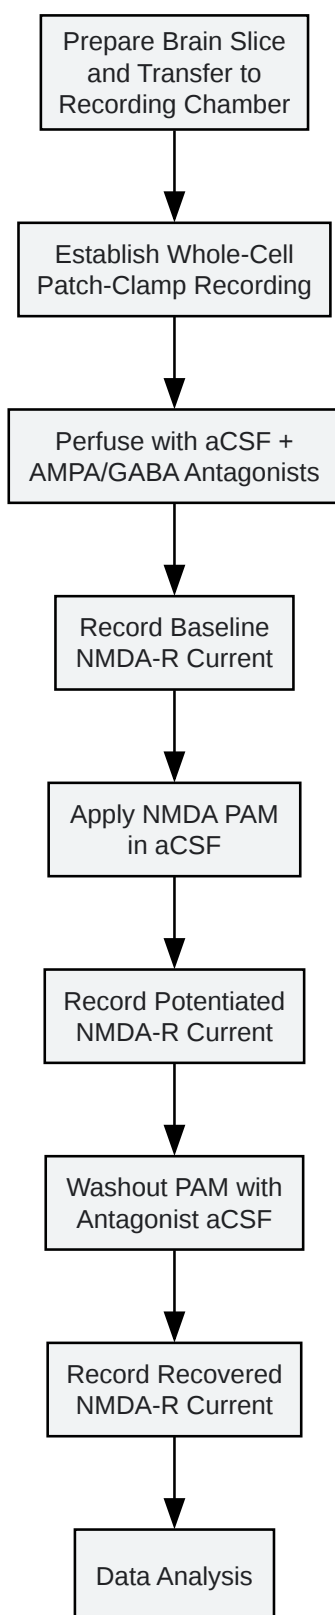 Prepare Brain Slice
and Transfer to
Recording Chamber
Establish Whole-Cell
Patch-Clamp Recording
Perfuse with aCSF +
AMPA/GABA Antagonists
Record Baseline
NMDA-R Current
Apply NMDA PAM
in aCSF
Record Potentiated
NMDA-R Current
Washout PAM with
Antagonist aCSF
Record Recovered
NMDA-R Current
Data Analysis